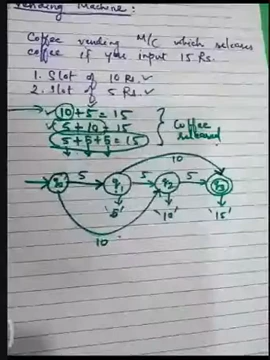 Vending Machine:
Coffee vending M/C which releases
coffee if you input 15 Rs.
1. Slot of 10 Rs. ✓
2. Slot of 5 Rs. ✓
✓ 10 + 5 = 15
✓ 5 + 10 = 15
5 + 5 + 5 = 15
Coffee
released
10
q0 5 q1 5 q2 5 q3
'5' '10' '15'
10